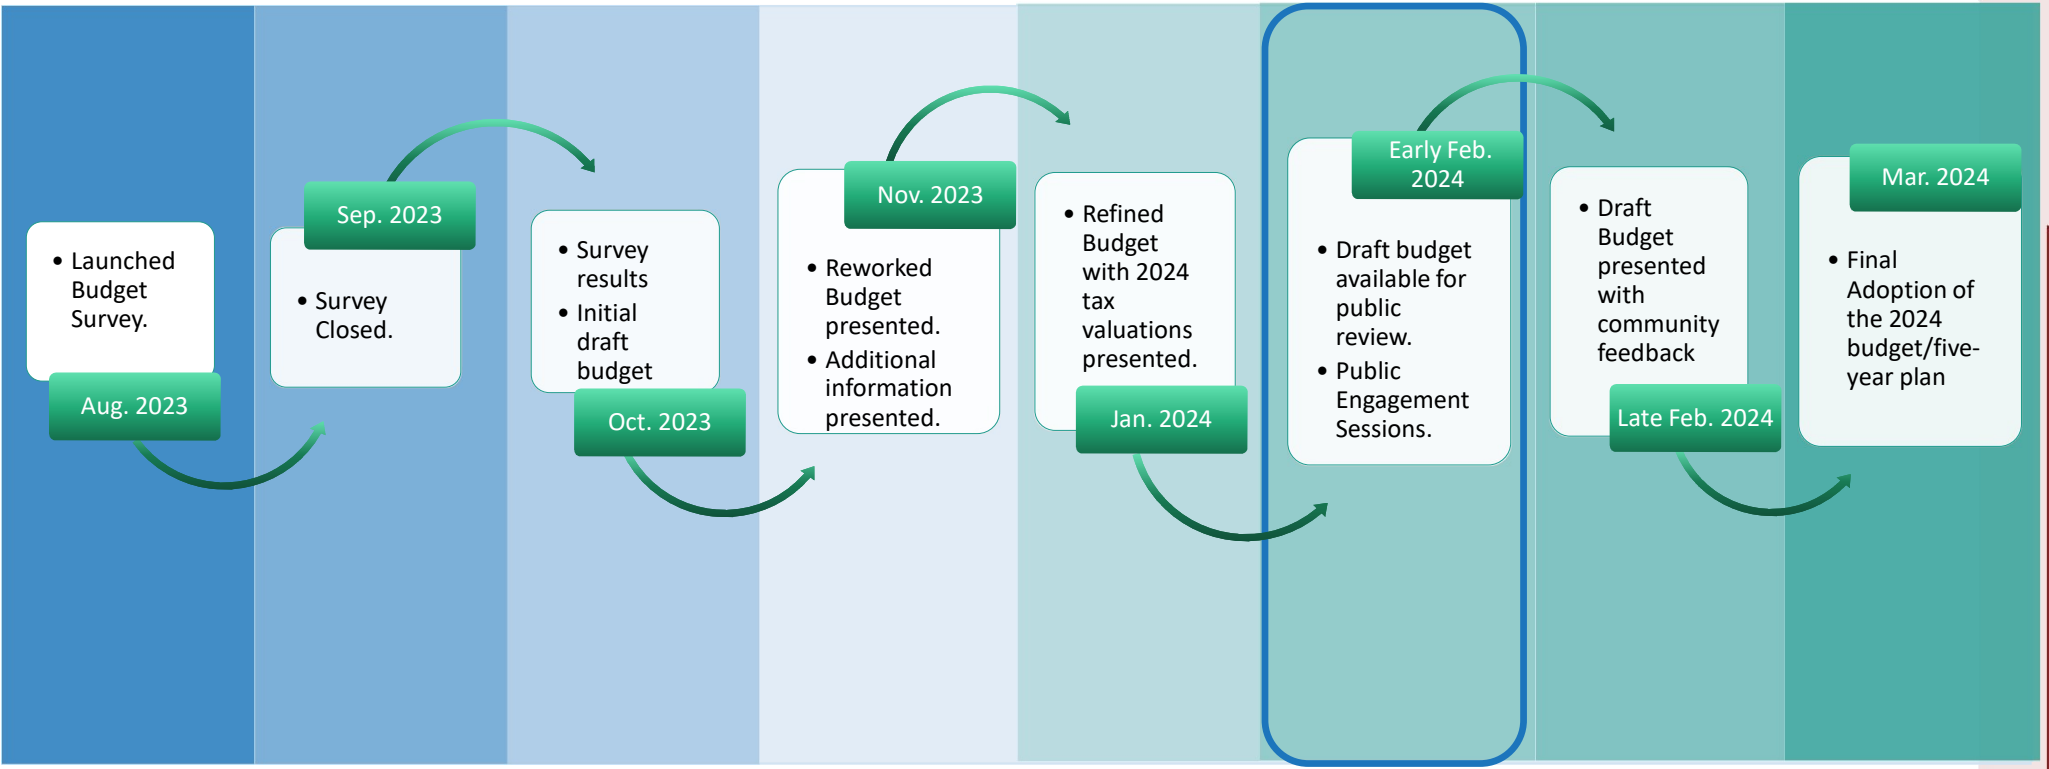 • Launched
Budget
Survey.
Aug. 2023
Sep. 2023
• Survey
Closed.
• Survey
results
• Initial
draft
budget
Oct. 2023
Nov. 2023
• Reworked
Budget
presented.
• Additional
information
presented.
• Refined
Budget
with 2024
tax
valuations
presented.
Jan. 2024
Early Feb.
2024
• Draft budget
available for
public
review.
• Public
Engagement
Sessions.
• Draft
Budget
presented
with
community
feedback
Late Feb. 2024
Mar. 2024
• Final
Adoption of
the 2024
budget/five-
year plan